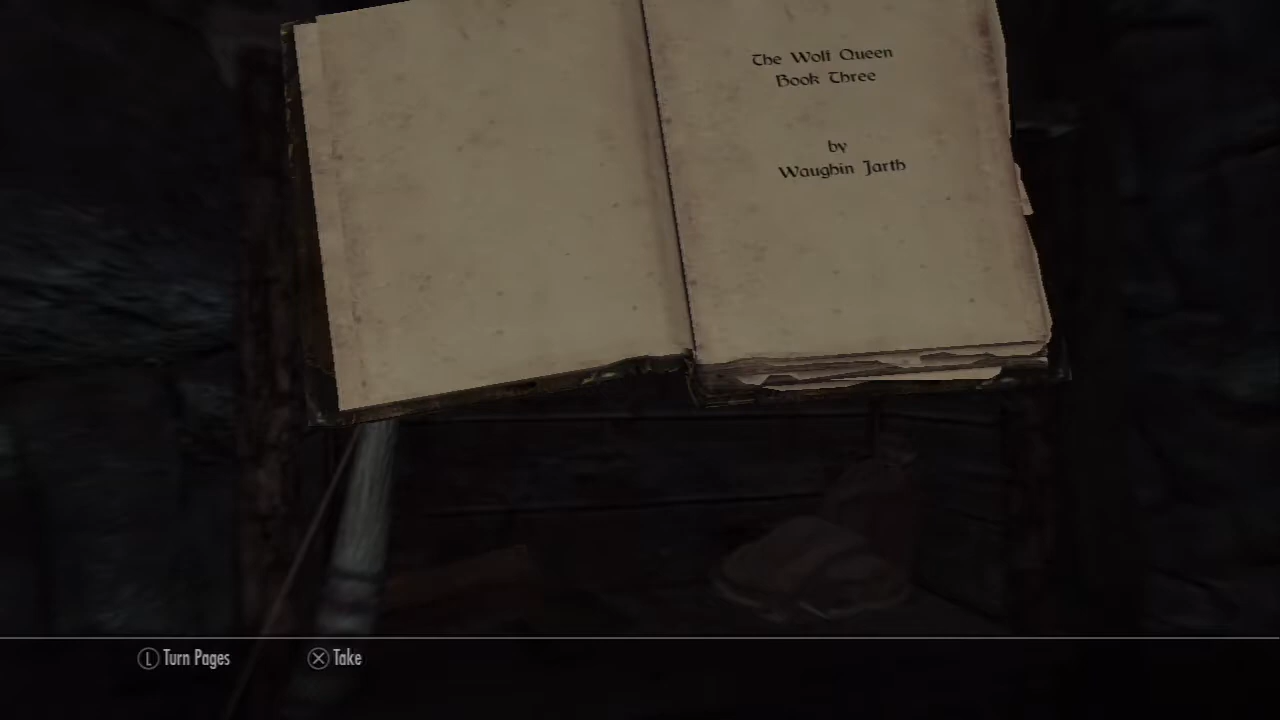 The Wolf Queen
Book Three
by
Waughin Jarth
L Turn Pages
X Take